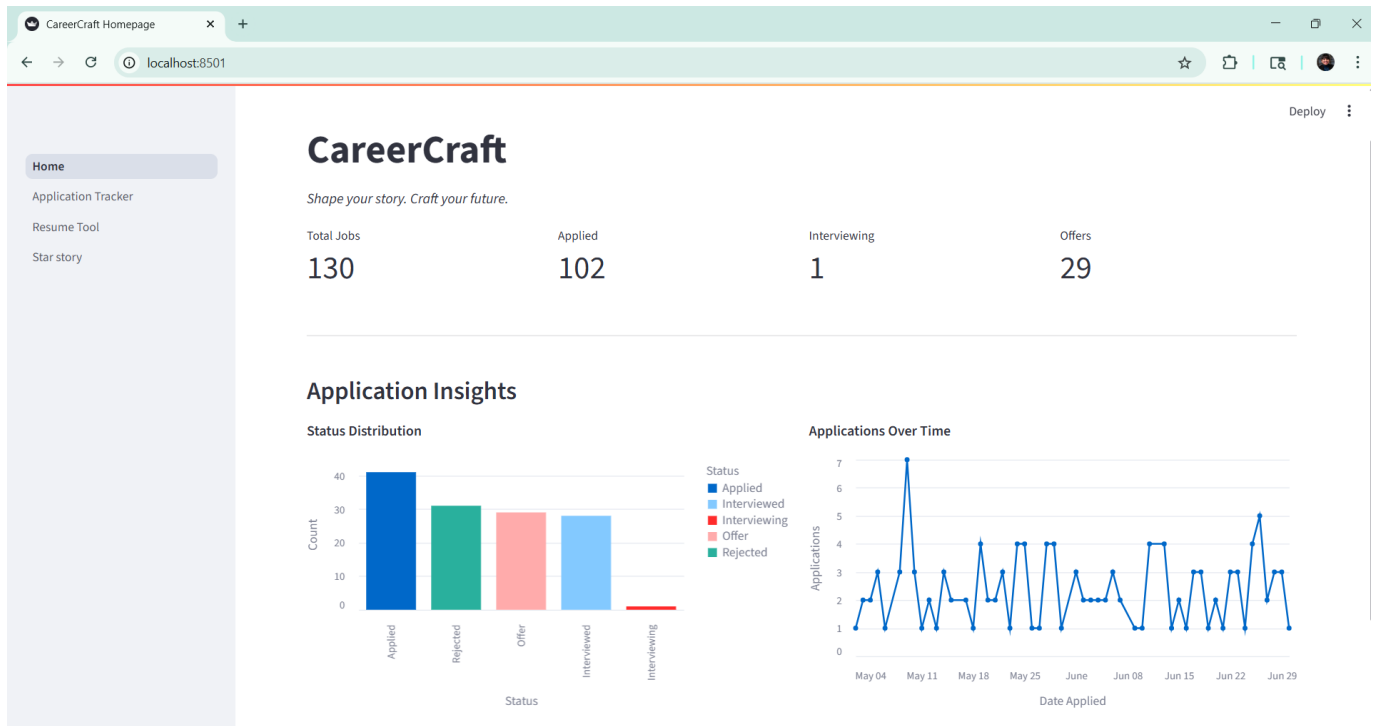 CareerCraft Homepage
localhost:8501
Deploy
Home
Application Tracker
Resume Tool
Star story
CareerCraft
Shape your story. Craft your future.
Total Jobs
130
Applied
102
Interviewing
1
Offers
29
Application Insights
Status Distribution
40
30
20
10
0
Count
Applied
Rejected
Offer
Interviewed
Interviewing
Status
Status
Applied
Interviewed
Interviewing
Offer
Rejected
Applications Over Time
7
6
5
4
3
2
1
0
Applications
May 04 May 11 May 18 May 25 June Jun 08 Jun 15 Jun 22 Jun 29
Date Applied